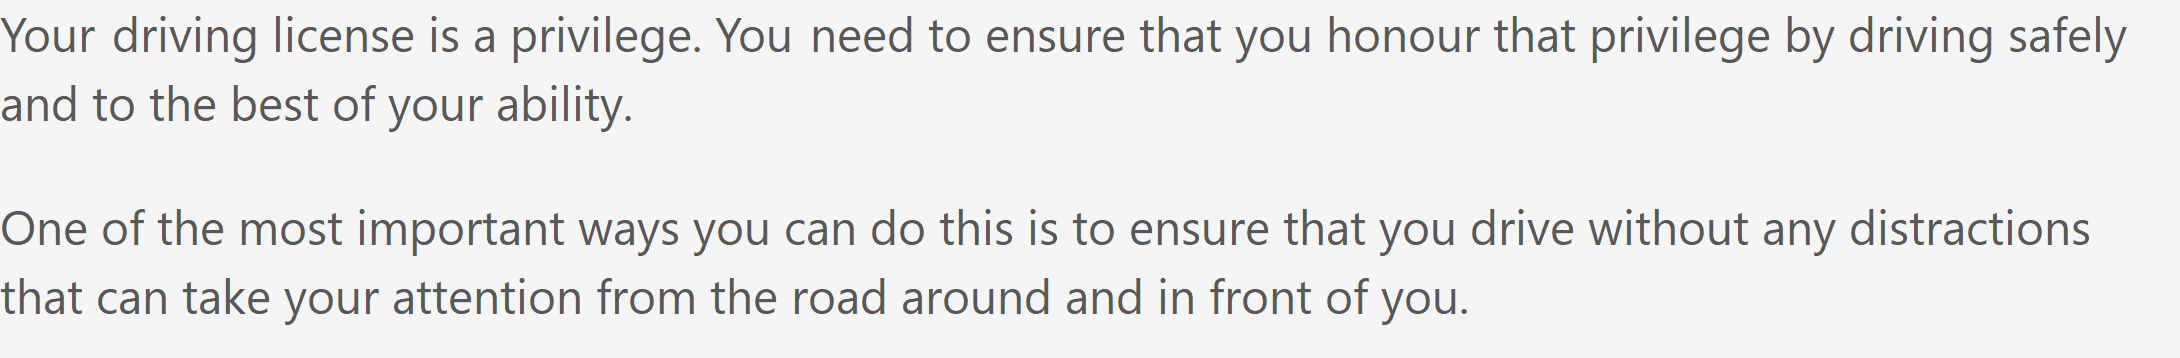 Your driving license is a privilege. You need to ensure that you honour that privilege by driving safely
and to the best of your ability.
One of the most important ways you can do this is to ensure that you drive without any distractions
that can take your attention from the road around and in front of you.